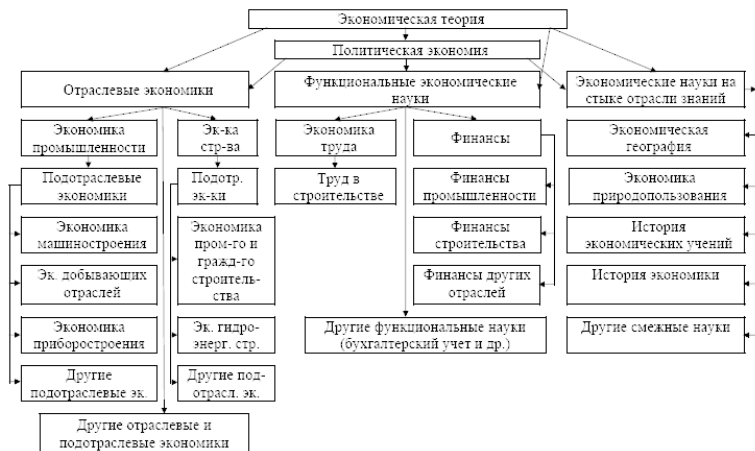 Экономическая теория
Политическая экономия
Отраслевые экономики
Функциональные экономические
науки
Экономические науки на
стыке отрасли знаний
Экономика
промышленности
Эк-ка
стр-ва
Экономика
труда
Финансы
Экономическая
география
Подотраслевые
экономики
Подотр.
эк-ки
Труд в
строительстве
Финансы
промышленности
Экономика
природопользования
Экономика
машиностроения
Экономика
пром-го и
гражд-го
строитель-
ства
Финансы
строительства
История
экономических учений
Эк. добывающих
отраслей
Финансы других
отраслей
История экономики
Экономика
приборостроения
Эк. гидро-
энерг. стр.
Другие функциональные науки
(бухгалтерский учет и др.)
Другие смежные науки
Другие
подотраслевые эк.
Другие под-
отрасл. эк.
Другие отраслевые и
подотраслевые экономики